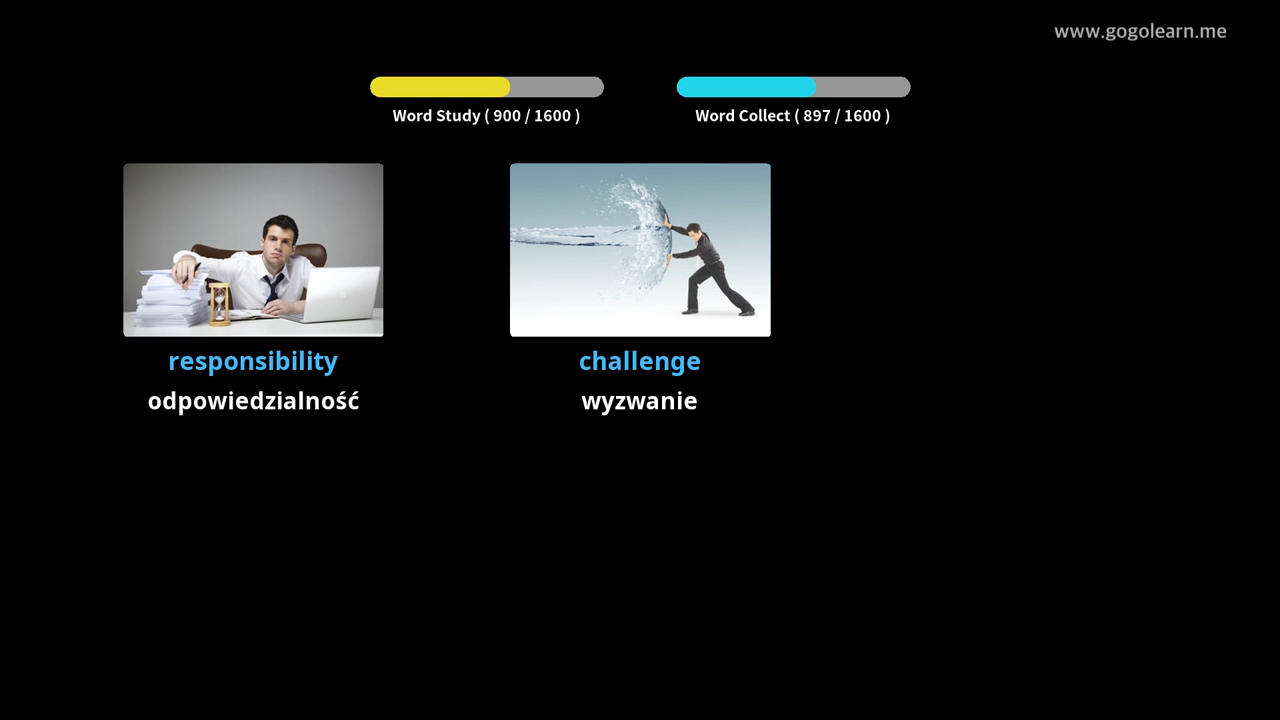 www.gogolearn.me
Word Study ( 900 / 1600 )
Word Collect ( 897 / 1600 )
responsibility
odpowiedzialność
challenge
wyzwanie